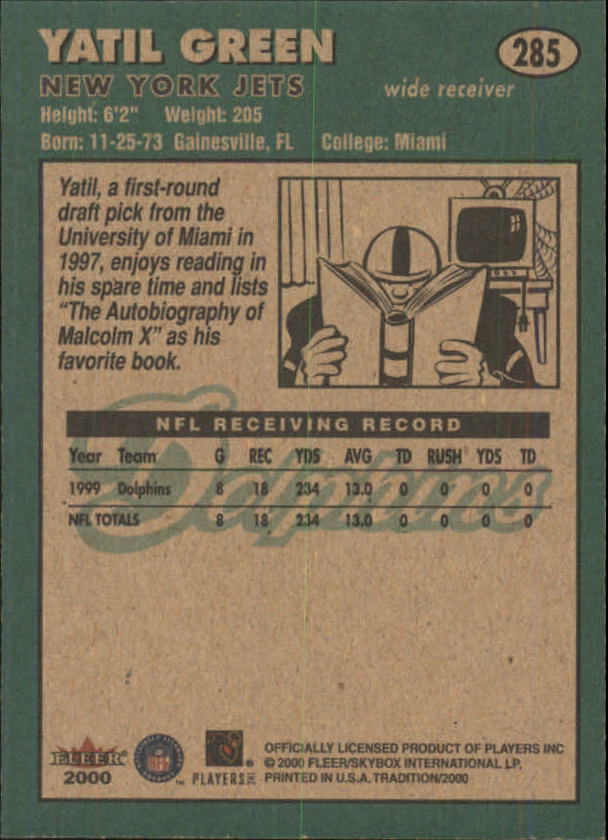 YATIL GREEN
285
NEW YORK JETS
wide receiver
Height: 6'2" Weight: 205
Born: 11-25-73 Gainesville, FL College: Miami
Yatil, a first-round
draft pick from the
University of Miami in
1997, enjoys reading in
his spare time and lists
"The Autobiography of
Malcolm X" as his
favorite book.
Dolphins
NFL RECEIVING RECORD
Year Team G REC YDS AVG TD RUSH YDS TD
1999 Dolphins 8 18 234 13.0 0 0 0 0
NFL TOTALS 8 18 234 13.0 0 0 0 0
FLEER
2000
NFL
PLAYERS INC
OFFICIALLY LICENSED PRODUCT OF PLAYERS INC
© 2000 FLEER/SKYBOX INTERNATIONAL LP.
PRINTED IN U.S.A. TRADITION/2000